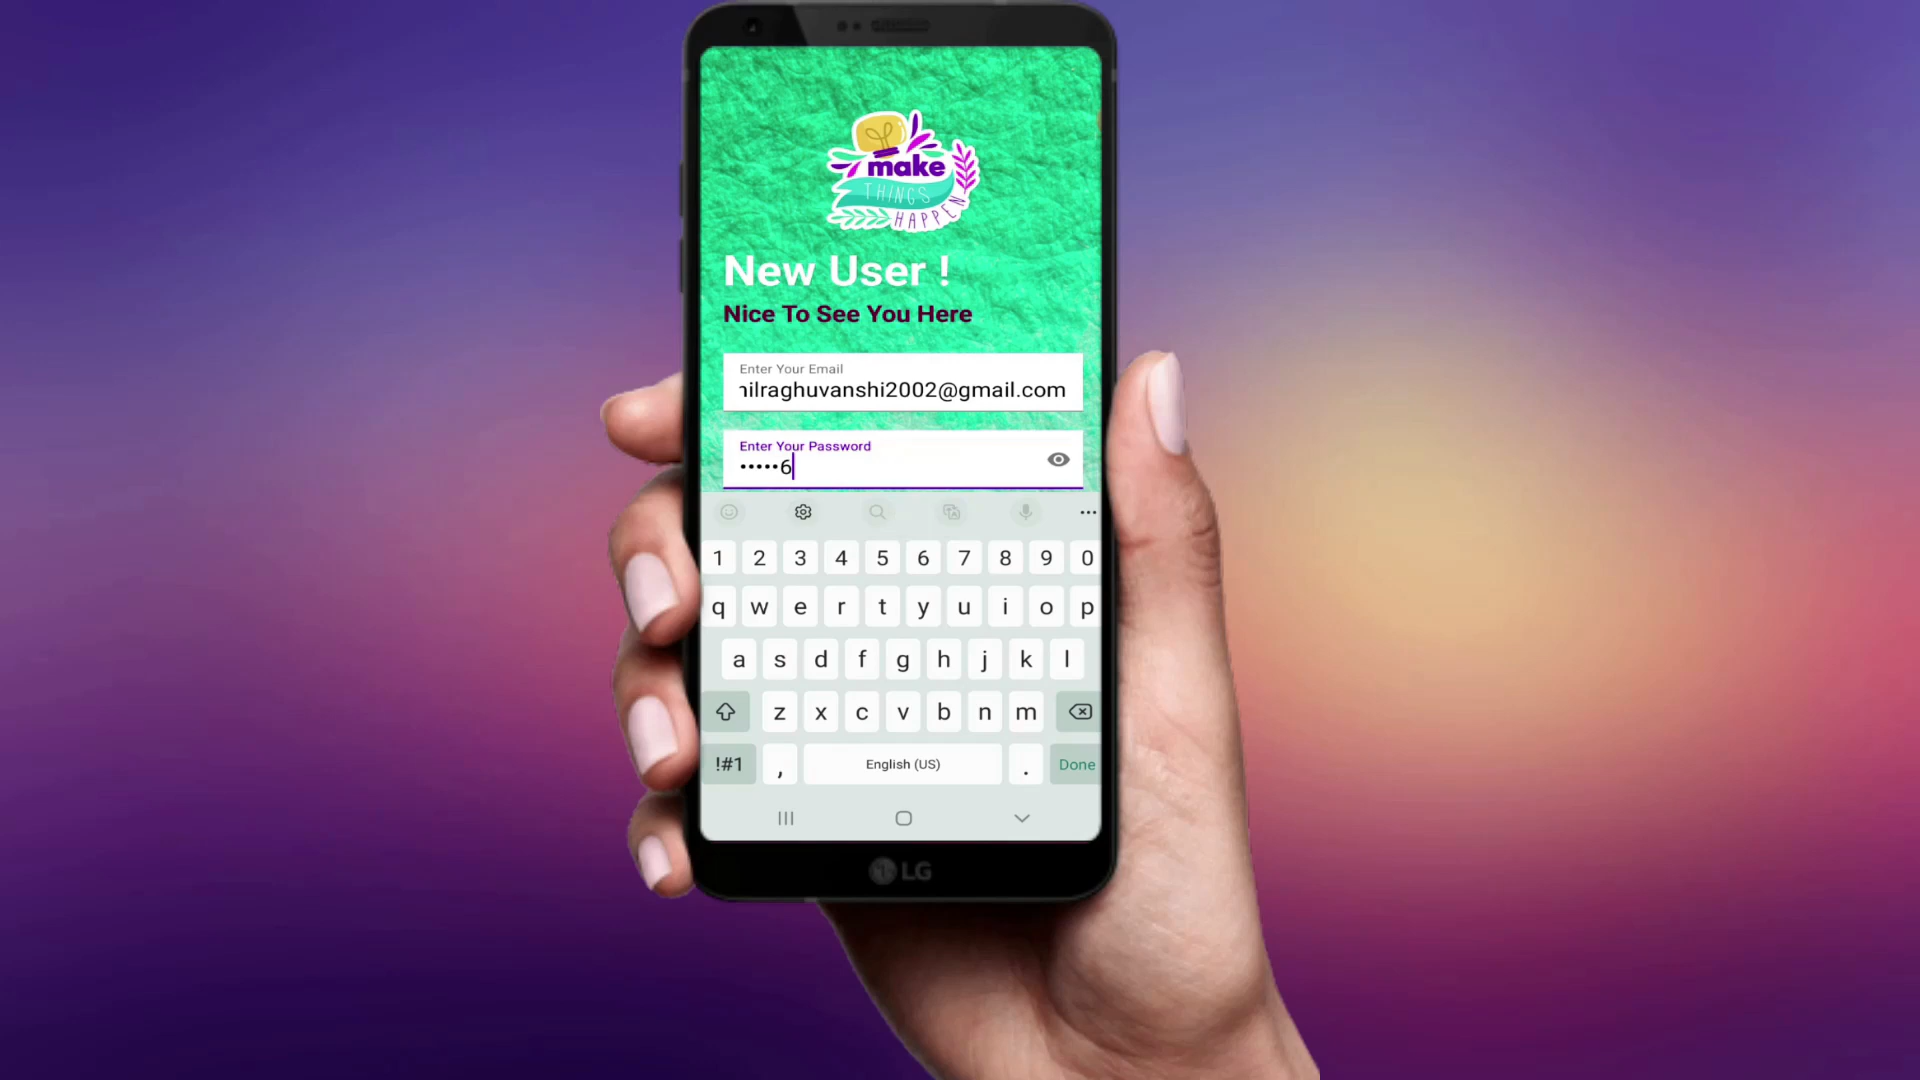 make
THINGS
HAPPEN
New User !
Nice To See You Here
Enter Your Email
nilraghuvanshi2002@gmail.com
Enter Your Password
•••••6
1 2 3 4 5 6 7 8 9 0
q w e r t y u i o p
a s d f g h j k l
z x c v b n m
!#1 , English (US) . Done
LG